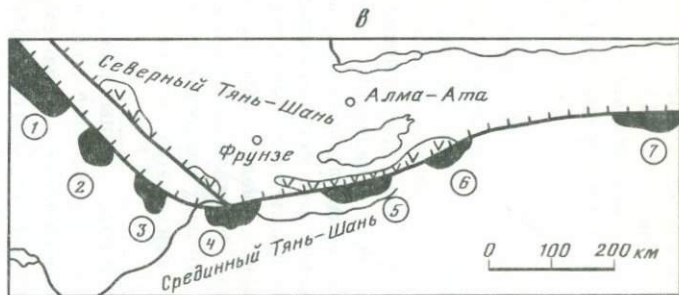 в
Северный Тянь-Шань
Алма-Ата
Фрунзе
1
2
3
4
5
6
7
Срединный Тянь-Шань
0 100 200 км